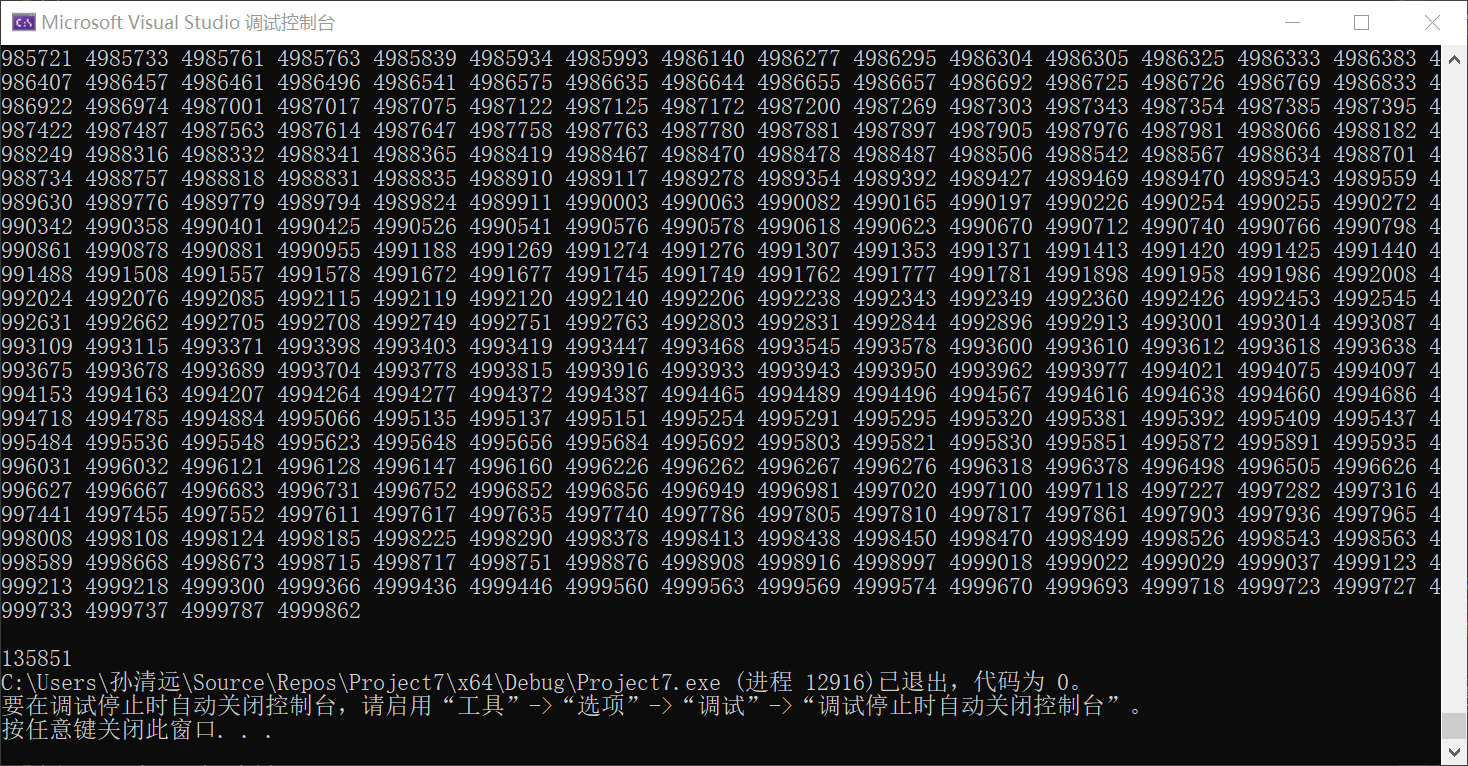 Microsoft Visual Studio 调试控制台
985721 4985733 4985761 4985763 4985839 4985934 4985993 4986140 4986277 4986295 4986304 4986305 4986325 4986333 4986383 4
986407 4986457 4986461 4986496 4986541 4986575 4986635 4986644 4986655 4986657 4986692 4986725 4986726 4986769 4986833 4
986922 4986974 4987001 4987017 4987075 4987122 4987125 4987172 4987200 4987269 4987303 4987343 4987354 4987385 4987395 4
987422 4987487 4987563 4987614 4987647 4987758 4987763 4987780 4987881 4987897 4987905 4987976 4987981 4988066 4988182 4
988249 4988316 4988332 4988341 4988365 4988419 4988467 4988470 4988478 4988487 4988506 4988542 4988567 4988634 4988701 4
988734 4988757 4988818 4988831 4988835 4988910 4989117 4989278 4989354 4989392 4989427 4989469 4989470 4989543 4989559 4
989630 4989776 4989779 4989794 4989824 4989911 4990003 4990063 4990082 4990165 4990197 4990226 4990254 4990255 4990272 4
990342 4990358 4990401 4990425 4990526 4990541 4990576 4990578 4990618 4990623 4990670 4990712 4990740 4990766 4990798 4
990861 4990878 4990881 4990955 4991188 4991269 4991274 4991276 4991307 4991353 4991371 4991413 4991420 4991425 4991440 4
991488 4991508 4991557 4991578 4991672 4991677 4991745 4991749 4991762 4991777 4991781 4991898 4991958 4991986 4992008 4
992024 4992076 4992085 4992115 4992119 4992120 4992140 4992206 4992238 4992343 4992349 4992360 4992426 4992453 4992545 4
992631 4992662 4992705 4992708 4992749 4992751 4992763 4992803 4992831 4992844 4992896 4992913 4993001 4993014 4993087 4
993109 4993115 4993371 4993398 4993403 4993419 4993447 4993468 4993545 4993578 4993600 4993610 4993612 4993618 4993638 4
993675 4993678 4993689 4993704 4993778 4993815 4993916 4993933 4993943 4993950 4993962 4993977 4994021 4994075 4994097 4
994153 4994163 4994207 4994264 4994277 4994372 4994387 4994465 4994489 4994496 4994567 4994616 4994638 4994660 4994686 4
994718 4994785 4994884 4995066 4995135 4995137 4995151 4995254 4995291 4995295 4995320 4995381 4995392 4995409 4995437 4
995484 4995536 4995548 4995623 4995648 4995656 4995684 4995692 4995803 4995821 4995830 4995851 4995872 4995891 4995935 4
996031 4996032 4996121 4996128 4996147 4996160 4996226 4996262 4996267 4996276 4996318 4996378 4996498 4996505 4996626 4
996627 4996667 4996683 4996731 4996752 4996852 4996856 4996949 4996981 4997020 4997100 4997118 4997227 4997282 4997316 4
997441 4997455 4997552 4997611 4997617 4997635 4997740 4997786 4997805 4997810 4997817 4997861 4997903 4997936 4997965 4
998008 4998108 4998124 4998185 4998225 4998290 4998378 4998413 4998438 4998450 4998470 4998499 4998526 4998543 4998563 4
998589 4998668 4998673 4998715 4998717 4998751 4998876 4998908 4998916 4998997 4999018 4999022 4999029 4999037 4999123 4
999213 4999218 4999300 4999366 4999436 4999446 4999560 4999563 4999569 4999574 4999670 4999693 4999718 4999723 4999727 4
999733 4999737 4999787 4999862
135851
C:\Users\孙清远\Source\Repos\Project7\x64\Debug\Project7.exe (进程 12916)已退出，代码为 0。
要在调试停止时自动关闭控制台，请启用“工具”->“选项”->“调试”->“调试停止时自动关闭控制台”。
按任意键关闭此窗口. . .